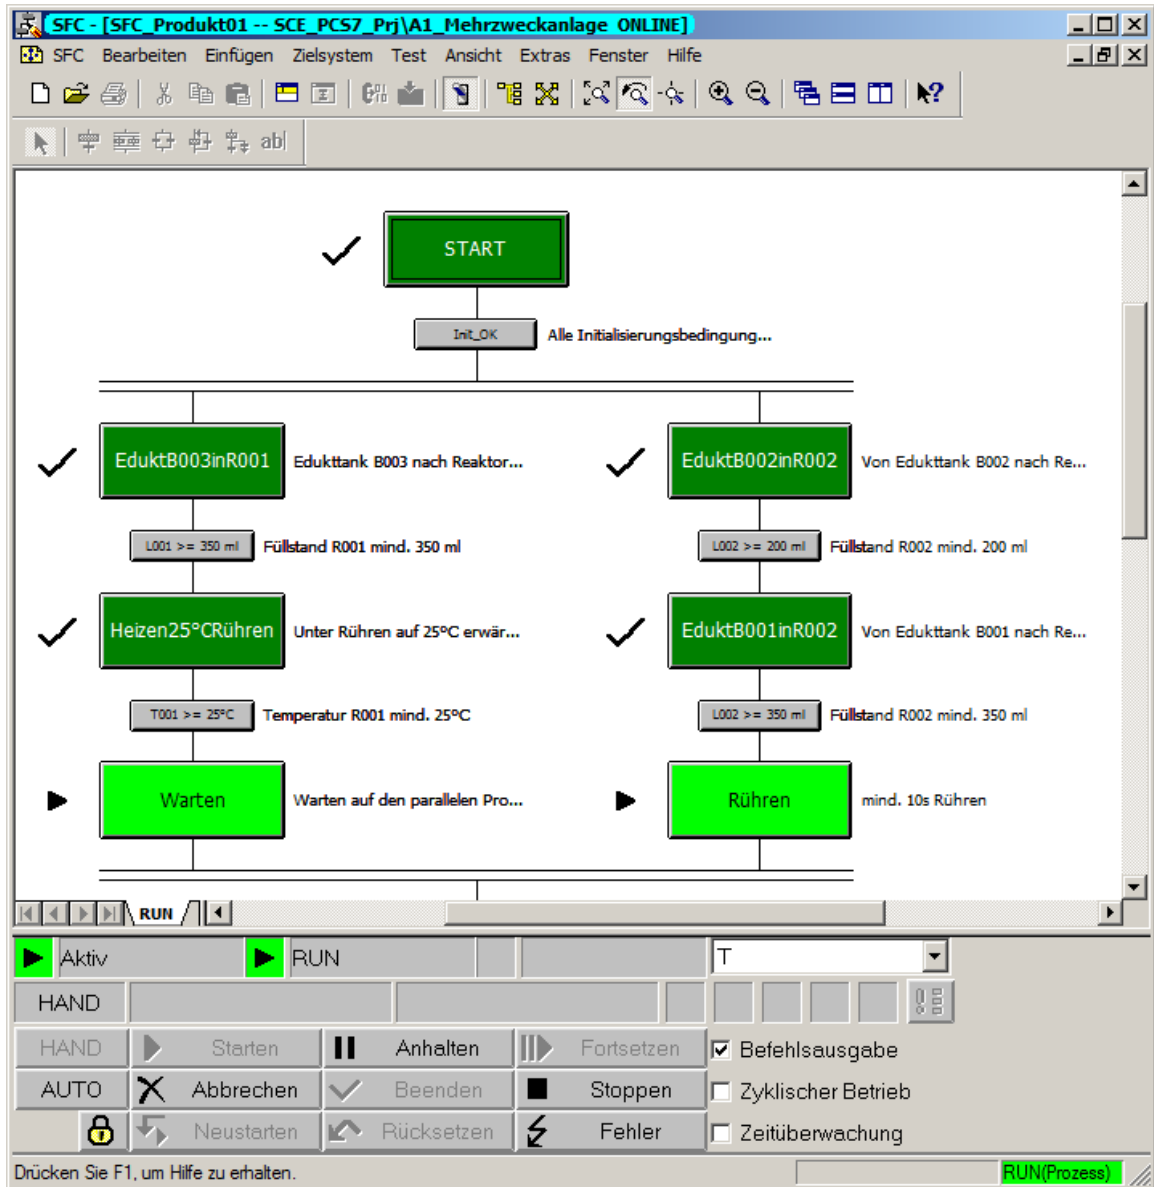 SFC - [SFC_Produkt01 -- SCE_PCS7_Prj\A1_Mehrzweckanlage ONLINE]
SFC Bearbeiten Einfügen Zielsystem Test Ansicht Extras Fenster Hilfe
ab|
START
Init_OK Alle Initialisierungsbedingung...
EduktB003inR001 Edukttank B003 nach Reaktor... EduktB002inR002 Von Edukttank B002 nach Re...
L001 >= 350 ml Füllstand R001 mind. 350 ml L002 >= 200 ml Füllstand R002 mind. 200 ml
Heizen25°CRühren Unter Rühren auf 25°C erwär... EduktB001inR002 Von Edukttank B001 nach Re...
T001 >= 25°C Temperatur R001 mind. 25°C L002 >= 350 ml Füllstand R002 mind. 350 ml
Warten Warten auf den parallelen Pro... Rühren mind. 10s Rühren
RUN
Aktiv RUN T
HAND
HAND Starten Anhalten Fortsetzen Befehlsausgabe
AUTO Abbrechen Beenden Stoppen Zyklischer Betrieb
Neustarten Rücksetzen Fehler Zeitüberwachung
Drücken Sie F1, um Hilfe zu erhalten. RUN(Prozess)